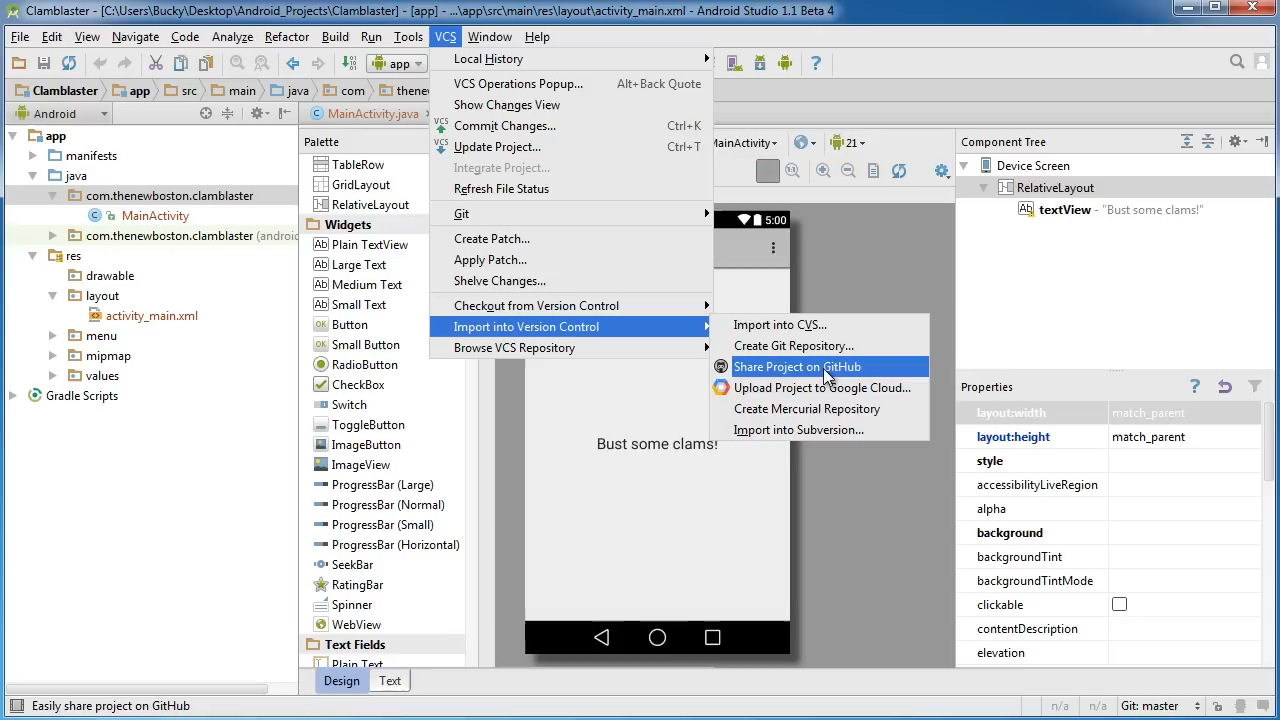 Clamblaster - [C:\Users\Bucky\Desktop\Android_Projects\Clamblaster] - [app] - ...\app\src\main\res\layout\activity_main.xml - Android Studio 1.1 Beta 4
File Edit View Navigate Code Analyze Refactor Build Run Tools VCS Window Help
app
Clamblaster app src main java com thene
Android
MainActivity.java
app
manifests
java
com.thenewboston.clamblaster
MainActivity
com.thenewboston.clamblaster (android
res
drawable
layout
activity_main.xml
menu
mipmap
values
Gradle Scripts
Palette
TableRow
GridLayout
RelativeLayout
Widgets
Plain TextView
Large Text
Medium Text
Small Text
Button
Small Button
RadioButton
CheckBox
Switch
ToggleButton
ImageButton
ImageView
ProgressBar (Large)
ProgressBar (Normal)
ProgressBar (Small)
ProgressBar (Horizontal)
SeekBar
RatingBar
Spinner
WebView
Text Fields
Plain Text
Design Text
Local History
VCS Operations Popup... Alt+Back Quote
Show Changes View
Commit Changes... Ctrl+K
Update Project... Ctrl+T
Integrate Project...
Refresh File Status
Git
Create Patch...
Apply Patch...
Shelve Changes...
Checkout from Version Control
Import into Version Control
Browse VCS Repository
Import into CVS...
Create Git Repository...
Share Project on GitHub
Upload Project to Google Cloud...
Create Mercurial Repository
Import into Subversion...
MainActivity 21
5:00
Bust some clams!
Component Tree
Device Screen
RelativeLayout
textView - "Bust some clams!"
Properties
layout:width match_parent
layout:height match_parent
style
accessibilityLiveRegion
alpha
background
backgroundTint
backgroundTintMode
clickable
contentDescription
elevation
Easily share project on GitHub
n/a n/a Git: master